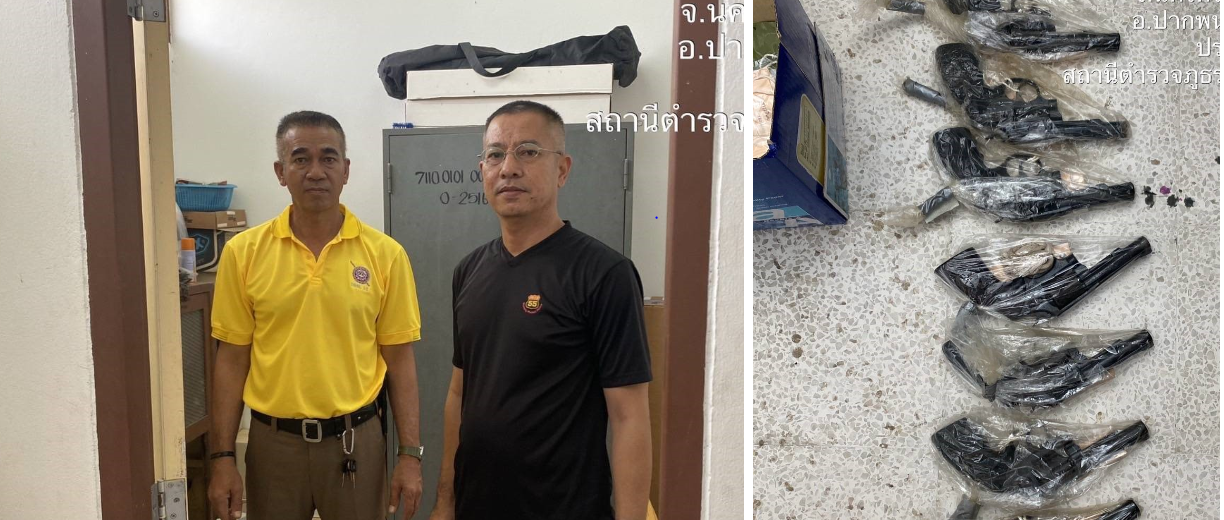 จ.นค
อ.ปา
สถานีตำรวจ
7110 0101 00
0-2516
55
อ.ปากพน
ปร
สถานีตำรวจภูธร